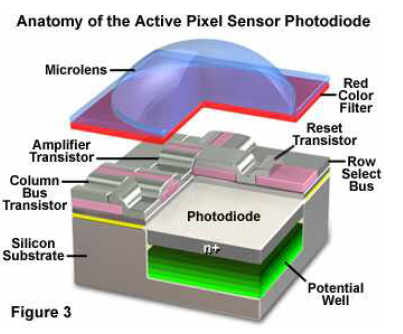 Anatomy of the Active Pixel Sensor Photodiode
Microlens
Red
Color
Filter
Reset
Transistor
Amplifier
Transistor
Row
Select
Bus
Column
Bus
Transistor
Photodiode
Silicon
Substrate
n+
Potential
Well
Figure 3